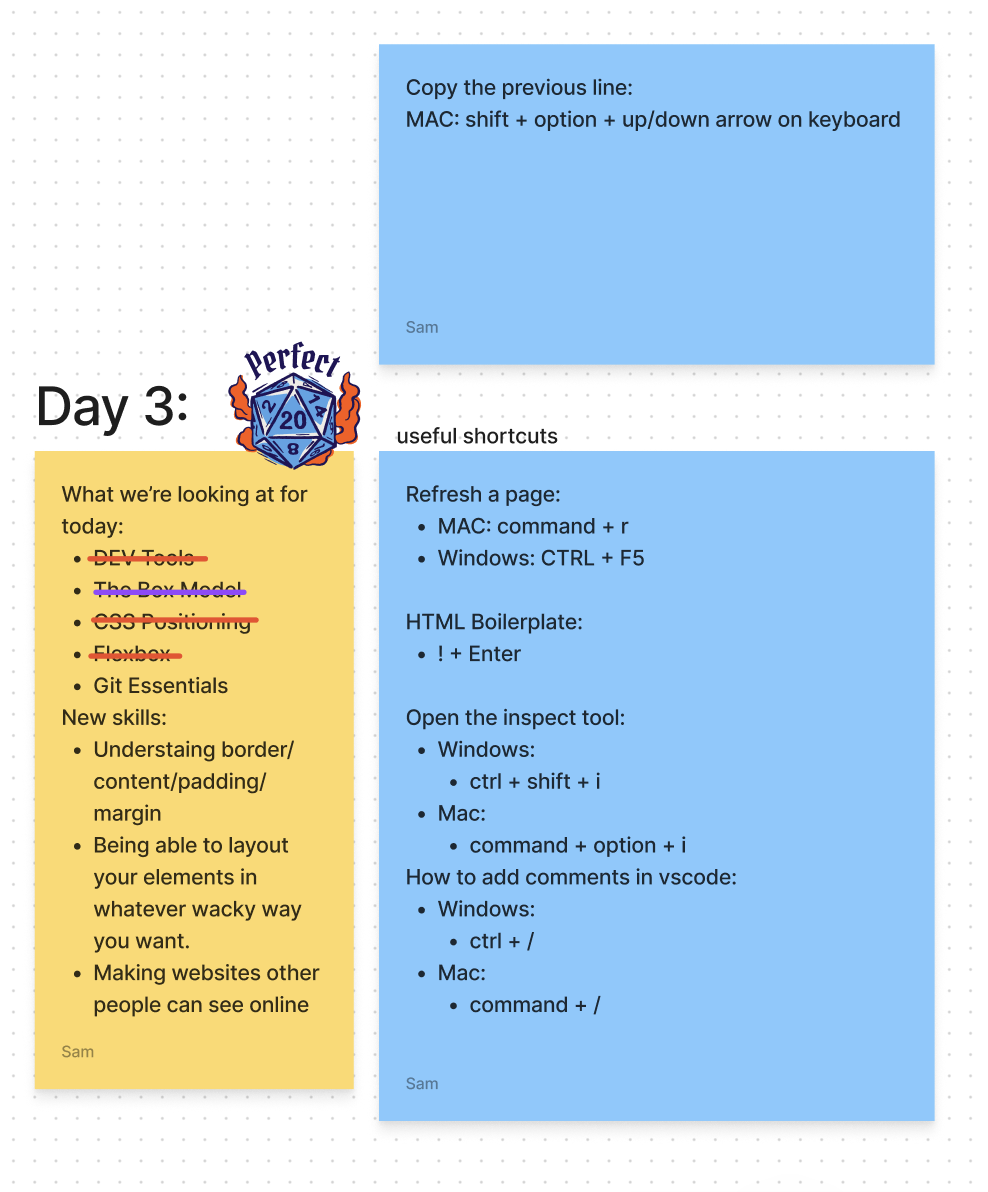 Copy the previous line:
MAC: shift + option + up/down arrow on keyboard
Sam
Day 3:
Perfect
2
14
20
8
What we’re looking at for
today:
• DEV Tools
• The Box Model
• CSS Positioning
• Flexbox
• Git Essentials
New skills:
• Understaing border/
content/padding/
margin
• Being able to layout
your elements in
whatever wacky way
you want.
• Making websites other
people can see online
Sam
useful shortcuts
Refresh a page:
• MAC: command + r
• Windows: CTRL + F5
HTML Boilerplate:
• ! + Enter
Open the inspect tool:
• Windows:
• ctrl + shift + i
• Mac:
• command + option + i
How to add comments in vscode:
• Windows:
• ctrl + /
• Mac:
• command + /
Sam